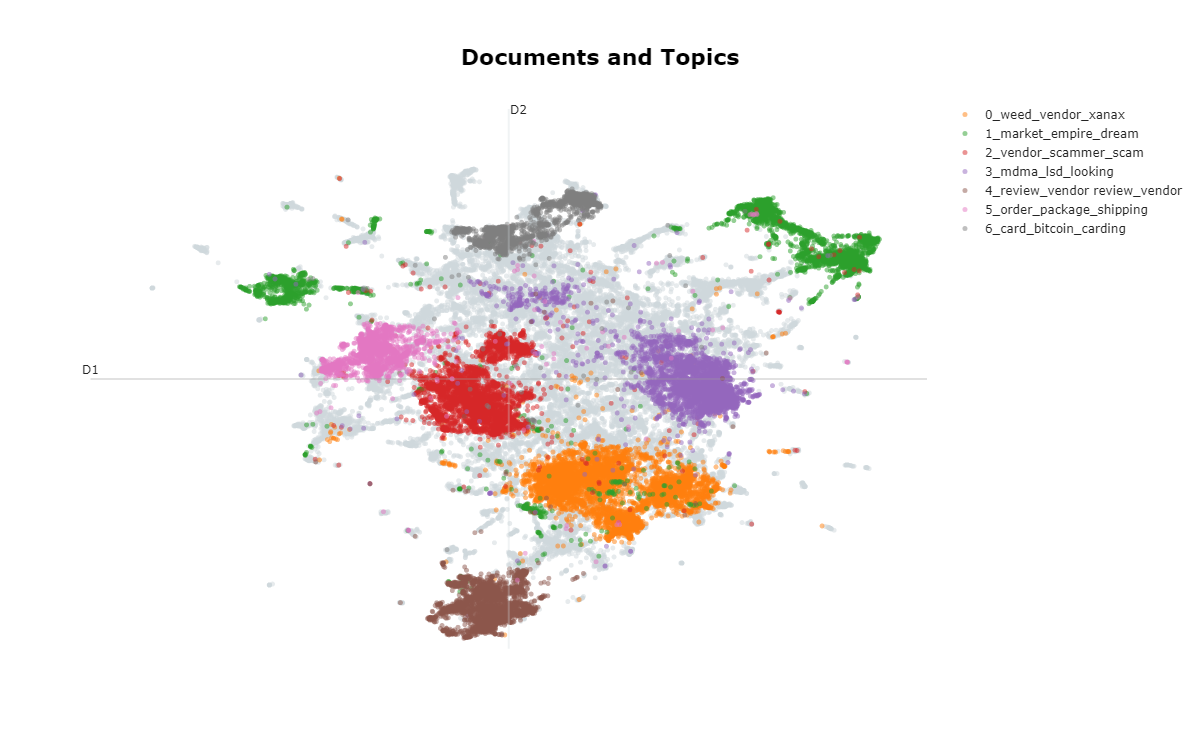 Documents and Topics
D2
D1
0_weed_vendor_xanax
1_market_empire_dream
2_vendor_scammer_scam
3_mdma_lsd_looking
4_review_vendor review_vendor
5_order_package_shipping
6_card_bitcoin_carding